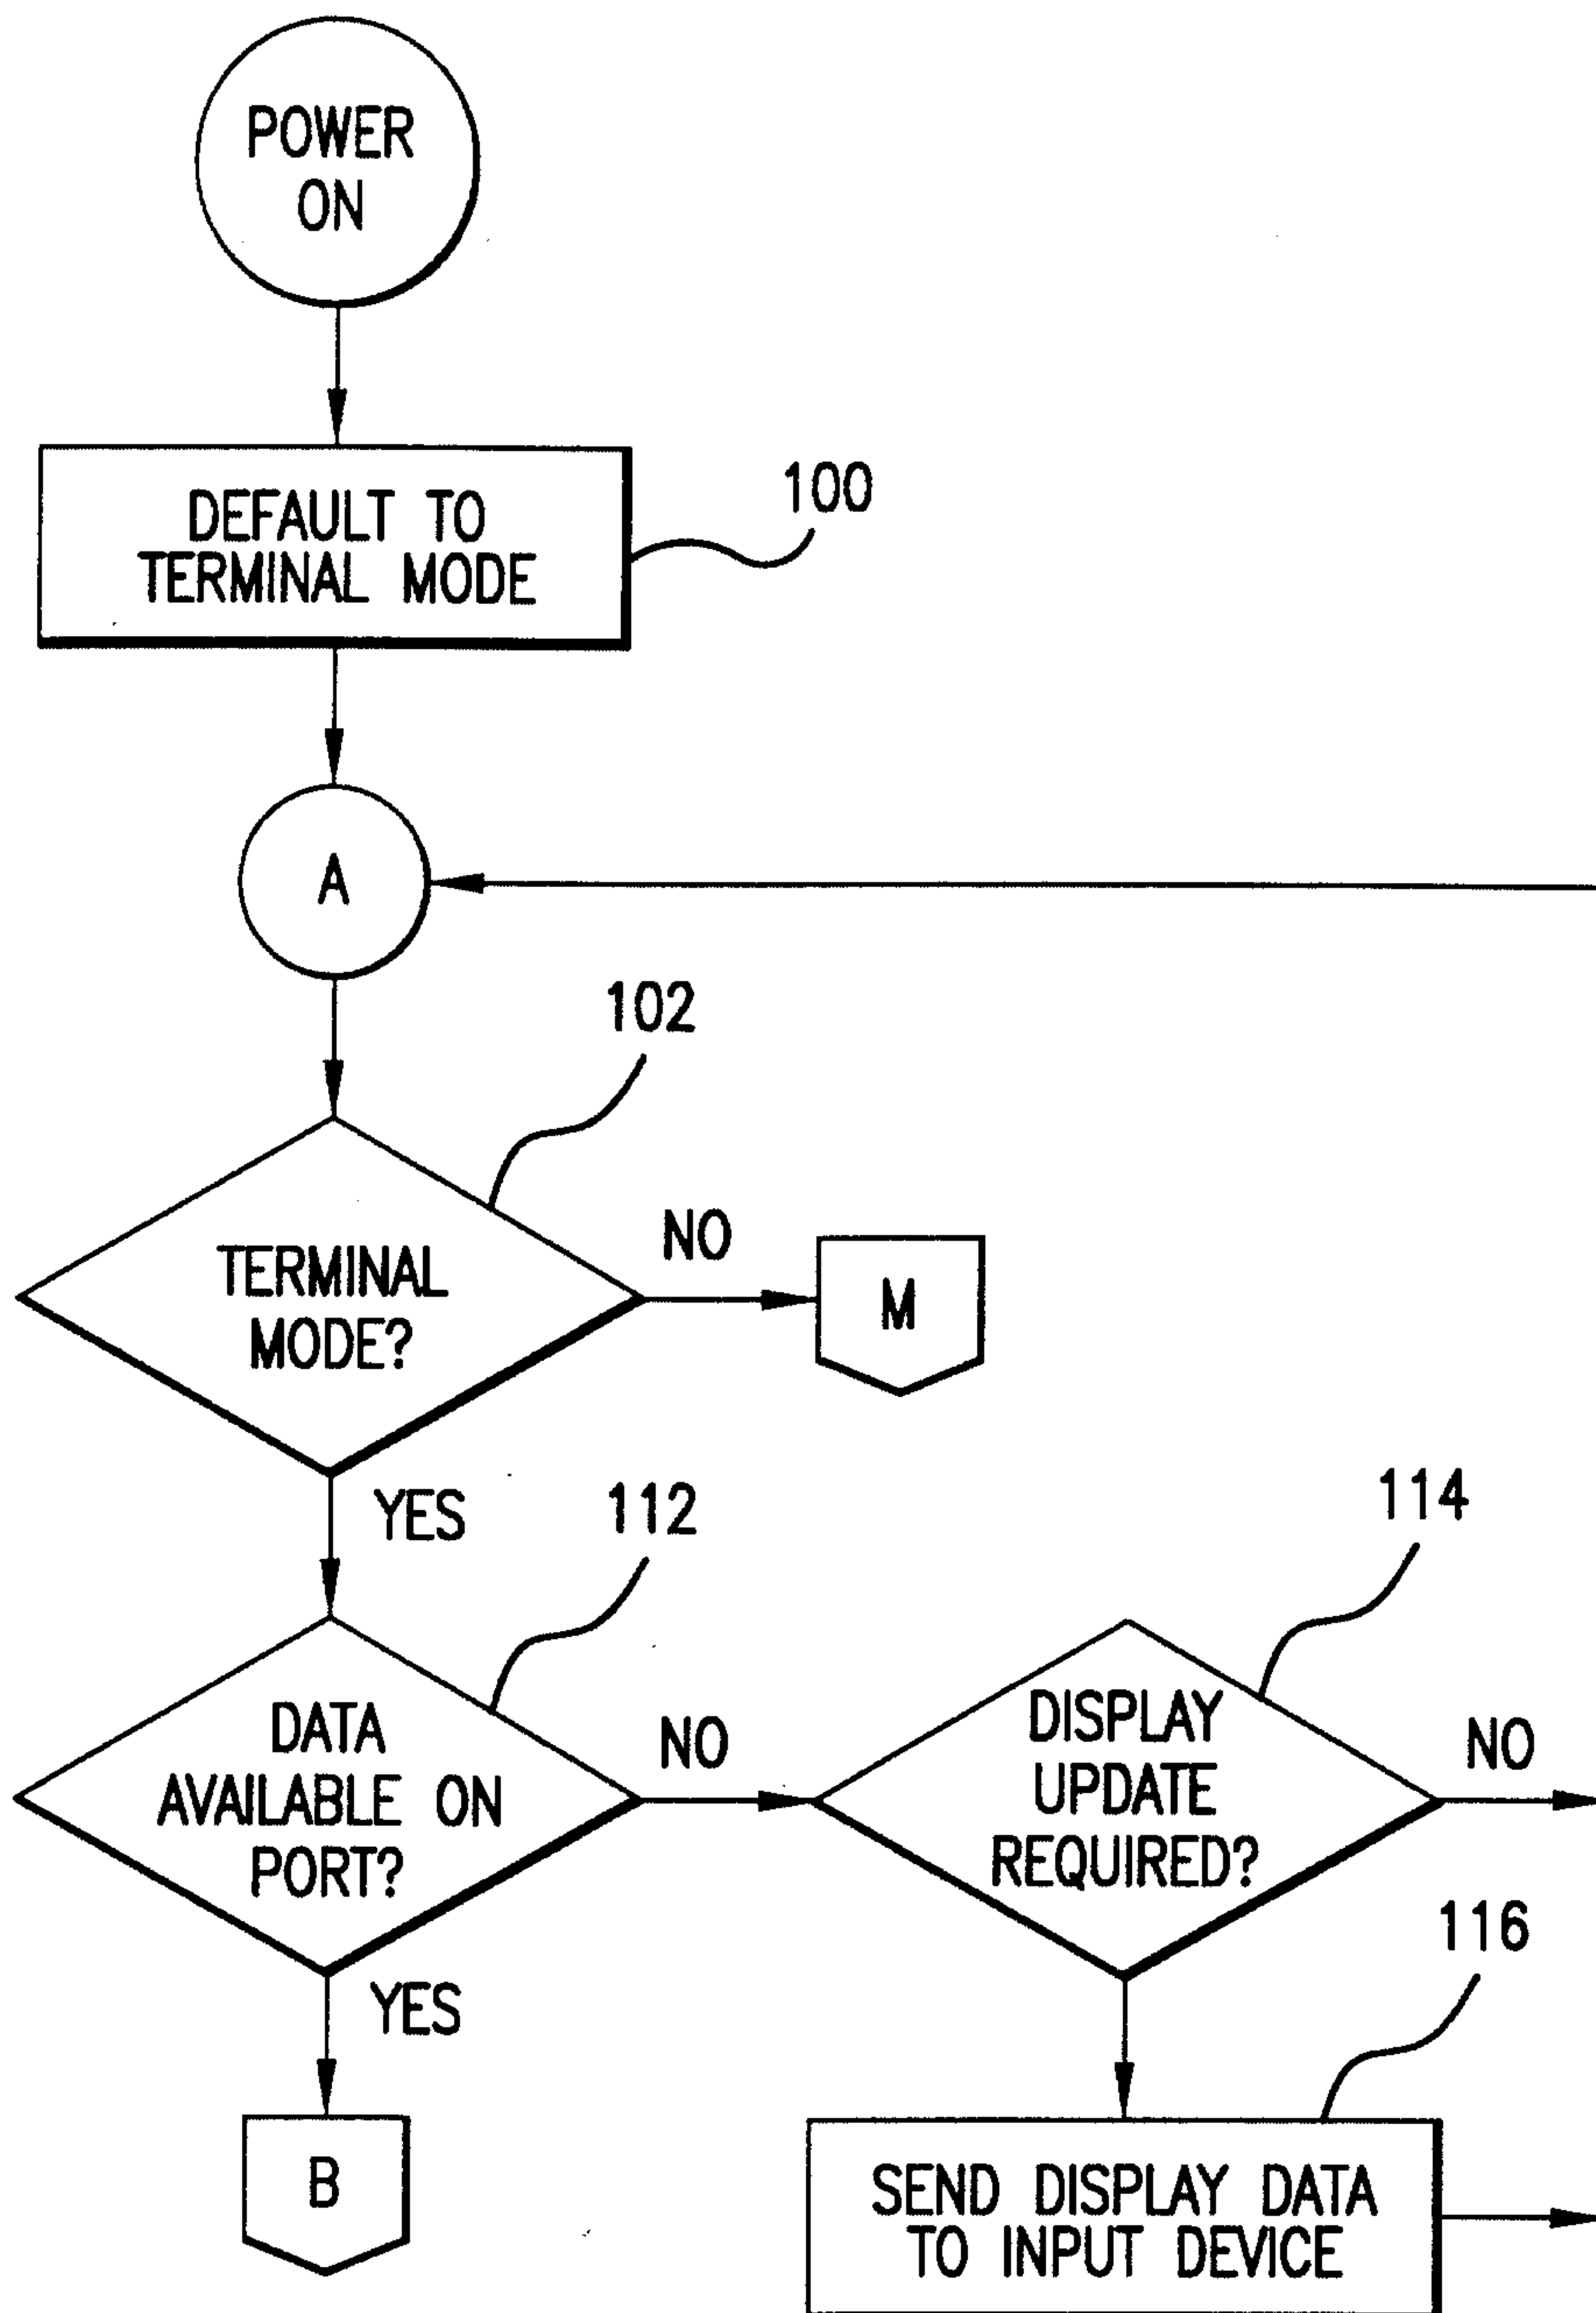 POWER
ON
DEFAULT TO
TERMINAL MODE
100
A
102
TERMINAL
MODE?
NO
M
YES
112
DATA
AVAILABLE ON
PORT?
NO
114
DISPLAY
UPDATE
REQUIRED?
NO
YES
B
116
SEND DISPLAY DATA
TO INPUT DEVICE